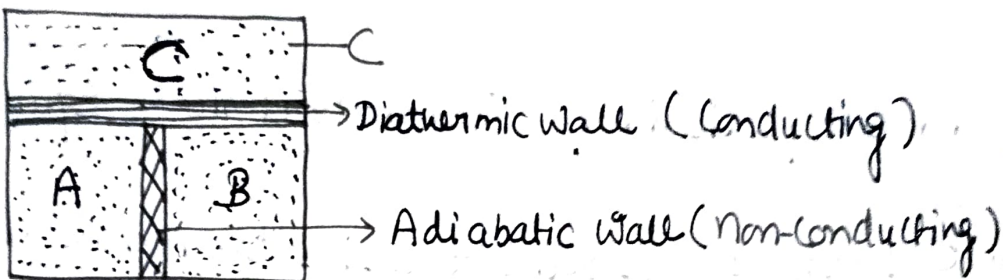 C C
Diathermic Wall (Conducting)
A B
Adiabatic Wall (Non-Conducting)